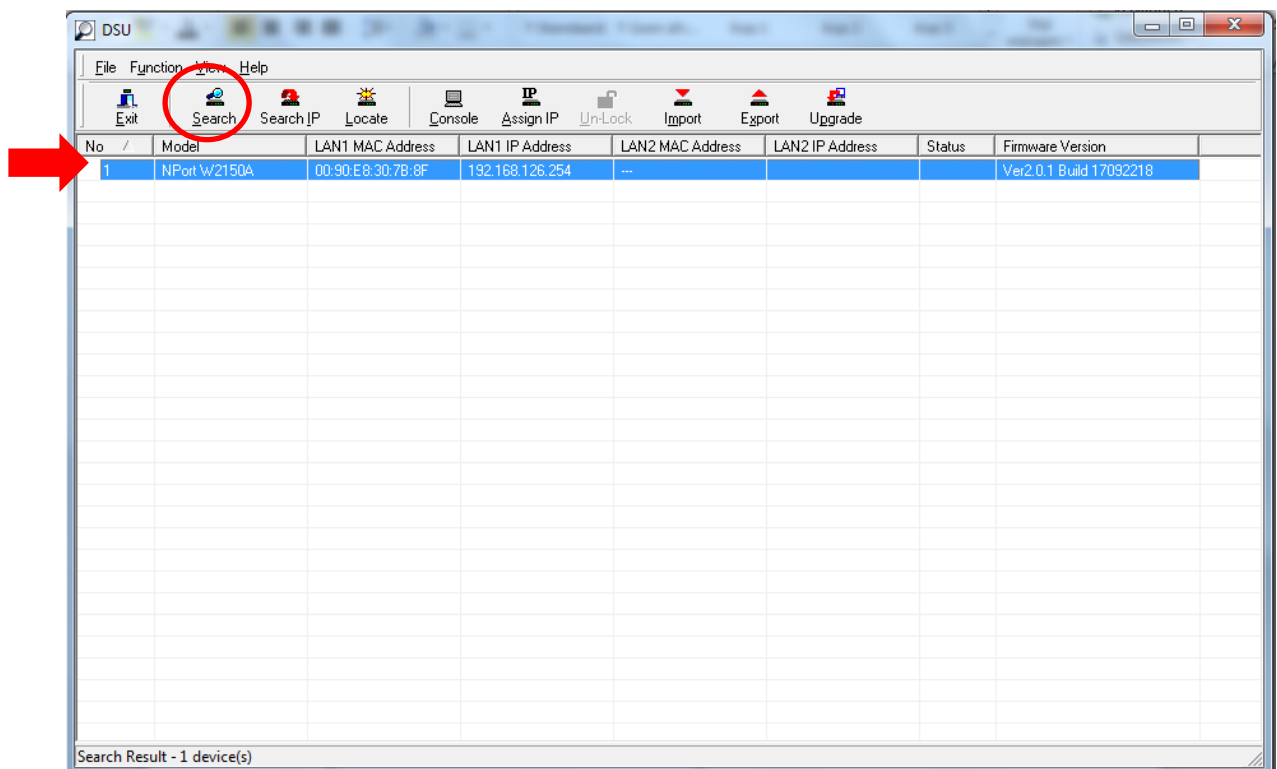 DSU
File Function View Help
Exit Search Search IP Locate Console Assign IP Un-Lock Import Export Upgrade
No Model LAN1 MAC Address LAN1 IP Address LAN2 MAC Address LAN2 IP Address Status Firmware Version
1 NPort W2150A 00:90:E8:30:7B:8F 192.168.126.254 --- Ver2.0.1 Build 17092218
Search Result - 1 device(s)